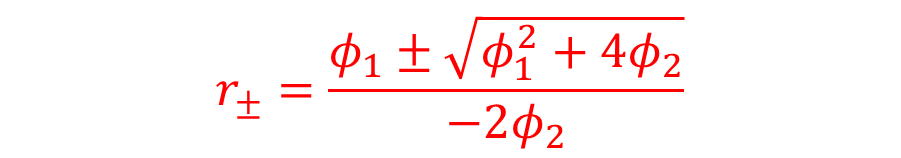 r± = (ϕ₁ ± √(ϕ₁² + 4ϕ₂)) / (−2ϕ₂)